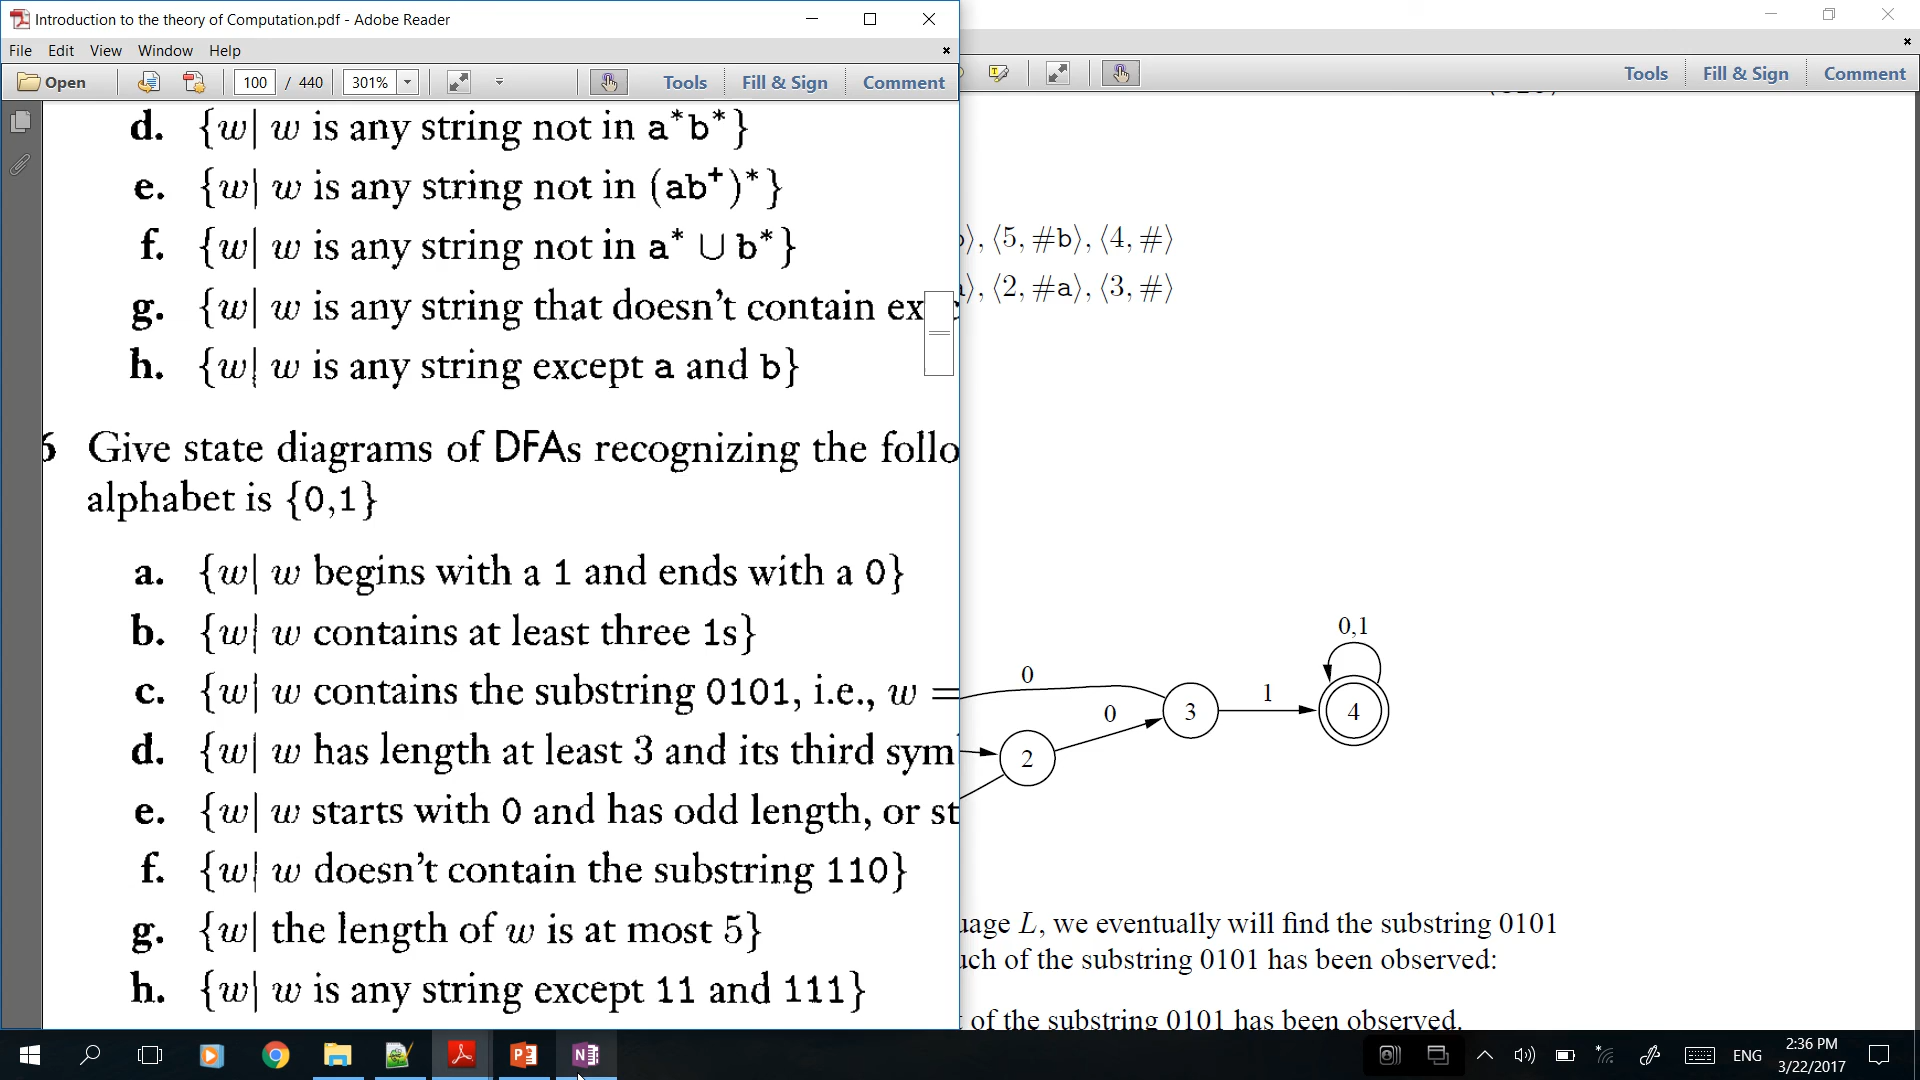 Introduction to the theory of Computation.pdf - Adobe Reader
File Edit View Window Help
Open 100 / 440 301% Tools Fill & Sign Comment
d. {w| w is any string not in a*b*}
e. {w| w is any string not in (ab⁺)*}
f. {w| w is any string not in a* ∪ b*}
g. {w| w is any string that doesn't contain
h. {w| w is any string except a and b}
6 Give state diagrams of DFAs recognizing the
alphabet is {0,1}
a. {w| w begins with a 1 and ends with a 0}
b. {w| w contains at least three 1s}
c. {w| w contains the substring 0101, i.e., w =
d. {w| w has length at least 3 and its third
e. {w| w starts with 0 and has odd length, or
f. {w| w doesn't contain the substring 110}
g. {w| the length of w is at most 5}
h. {w| w is any string except 11 and 111}
Tools Fill & Sign Comment
⟩, ⟨5, #b⟩, ⟨4, #⟩
⟩, ⟨2, #a⟩, ⟨3, #⟩
0,1
0
1
0
3
4
2
L, we eventually will find the substring 0101
of the substring 0101 has been observed:
of the substring 0101 has been observed.
ENG
2:36 PM
3/22/2017